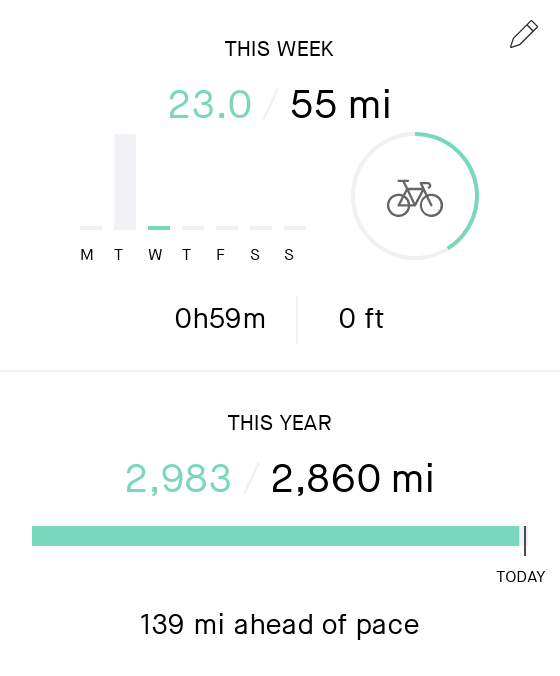 THIS WEEK
23.0 / 55 mi
M T W T F S S
0h59m 0 ft
THIS YEAR
2,983 / 2,860 mi
TODAY
139 mi ahead of pace